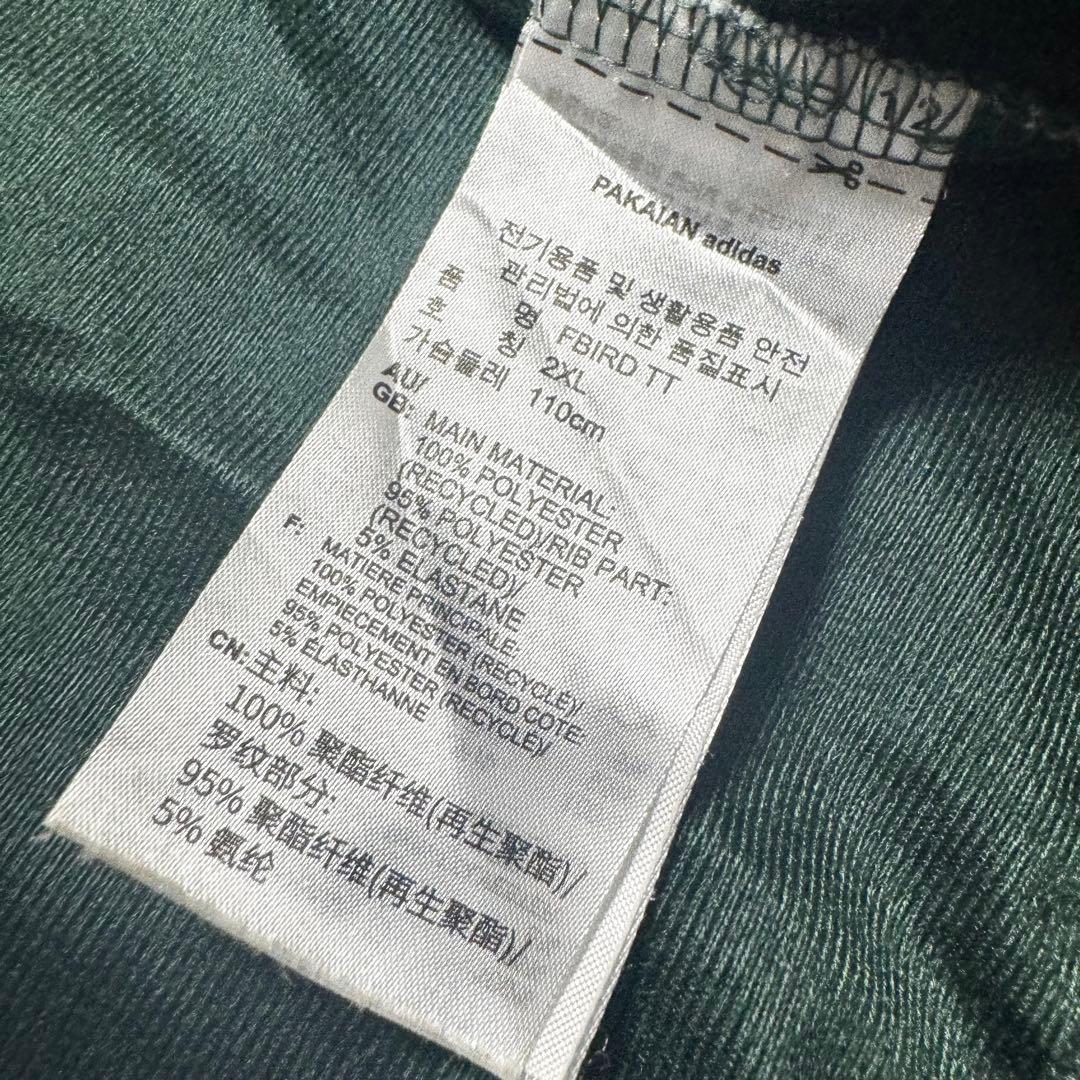 12
PAKAIAN adidas
전기용품 및 생활용품 안전
관리법에 의한 품질표시
품 명 FBIRD TT
호 칭 2XL
가슴둘레 110cm
AU/
GB: MAIN MATERIAL:
100% POLYESTER
(RECYCLED)/RIB PART:
95% POLYESTER
(RECYCLED)/
5% ELASTANE
F: MATIERE PRINCIPALE:
100% POLYESTER (RECYCLÉ)/
EMPIECEMENT EN BORD COTE:
95% POLYESTER (RECYCLÉ)/
5% ÉLASTHANNE
CN: 主料:
100% 聚酯纤维(再生聚酯)/
罗纹部分:
95% 聚酯纤维(再生聚酯)/
5% 氨纶